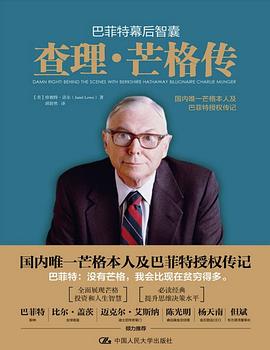 巴菲特幕后智囊
查理·芒格传
DAMN RIGHT! BEHIND THE SCENES WITH BERKSHIRE HATHAWAY BILLIONAIRE CHARLIE MUNGER
[美] 珍妮特·洛尔 (Janet Lowe) 著
邱舒然 译
国内唯一芒格本人及
巴菲特授权传记
国内唯一芒格本人及巴菲特授权传记
巴菲特:没有芒格,我会比现在贫穷得多。
全面展现芒格
投资和人生智慧
必读经典
提升思维决策水平
巴菲特 比尔·盖茨 迈克尔·艾斯纳 陈光明 杨天南 但斌
倾力推荐
中国人民大学出版社